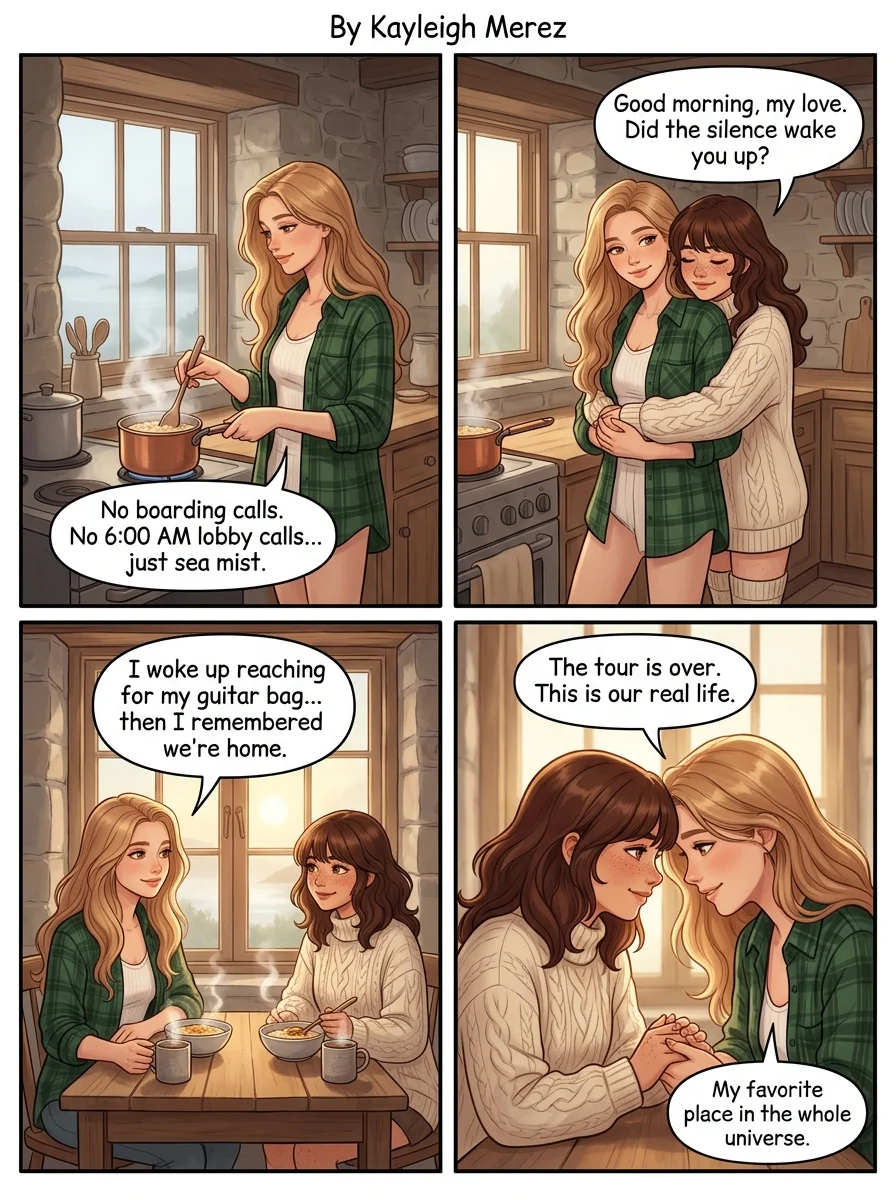 By Kayleigh Merez
No boarding calls.
No 6:00 AM lobby calls...
just sea mist.
Good morning, my love.
Did the silence wake
you up?
I woke up reaching
for my guitar bag...
then I remembered
we're home.
The tour is over.
This is our real life.
My favorite
place in the whole
universe.